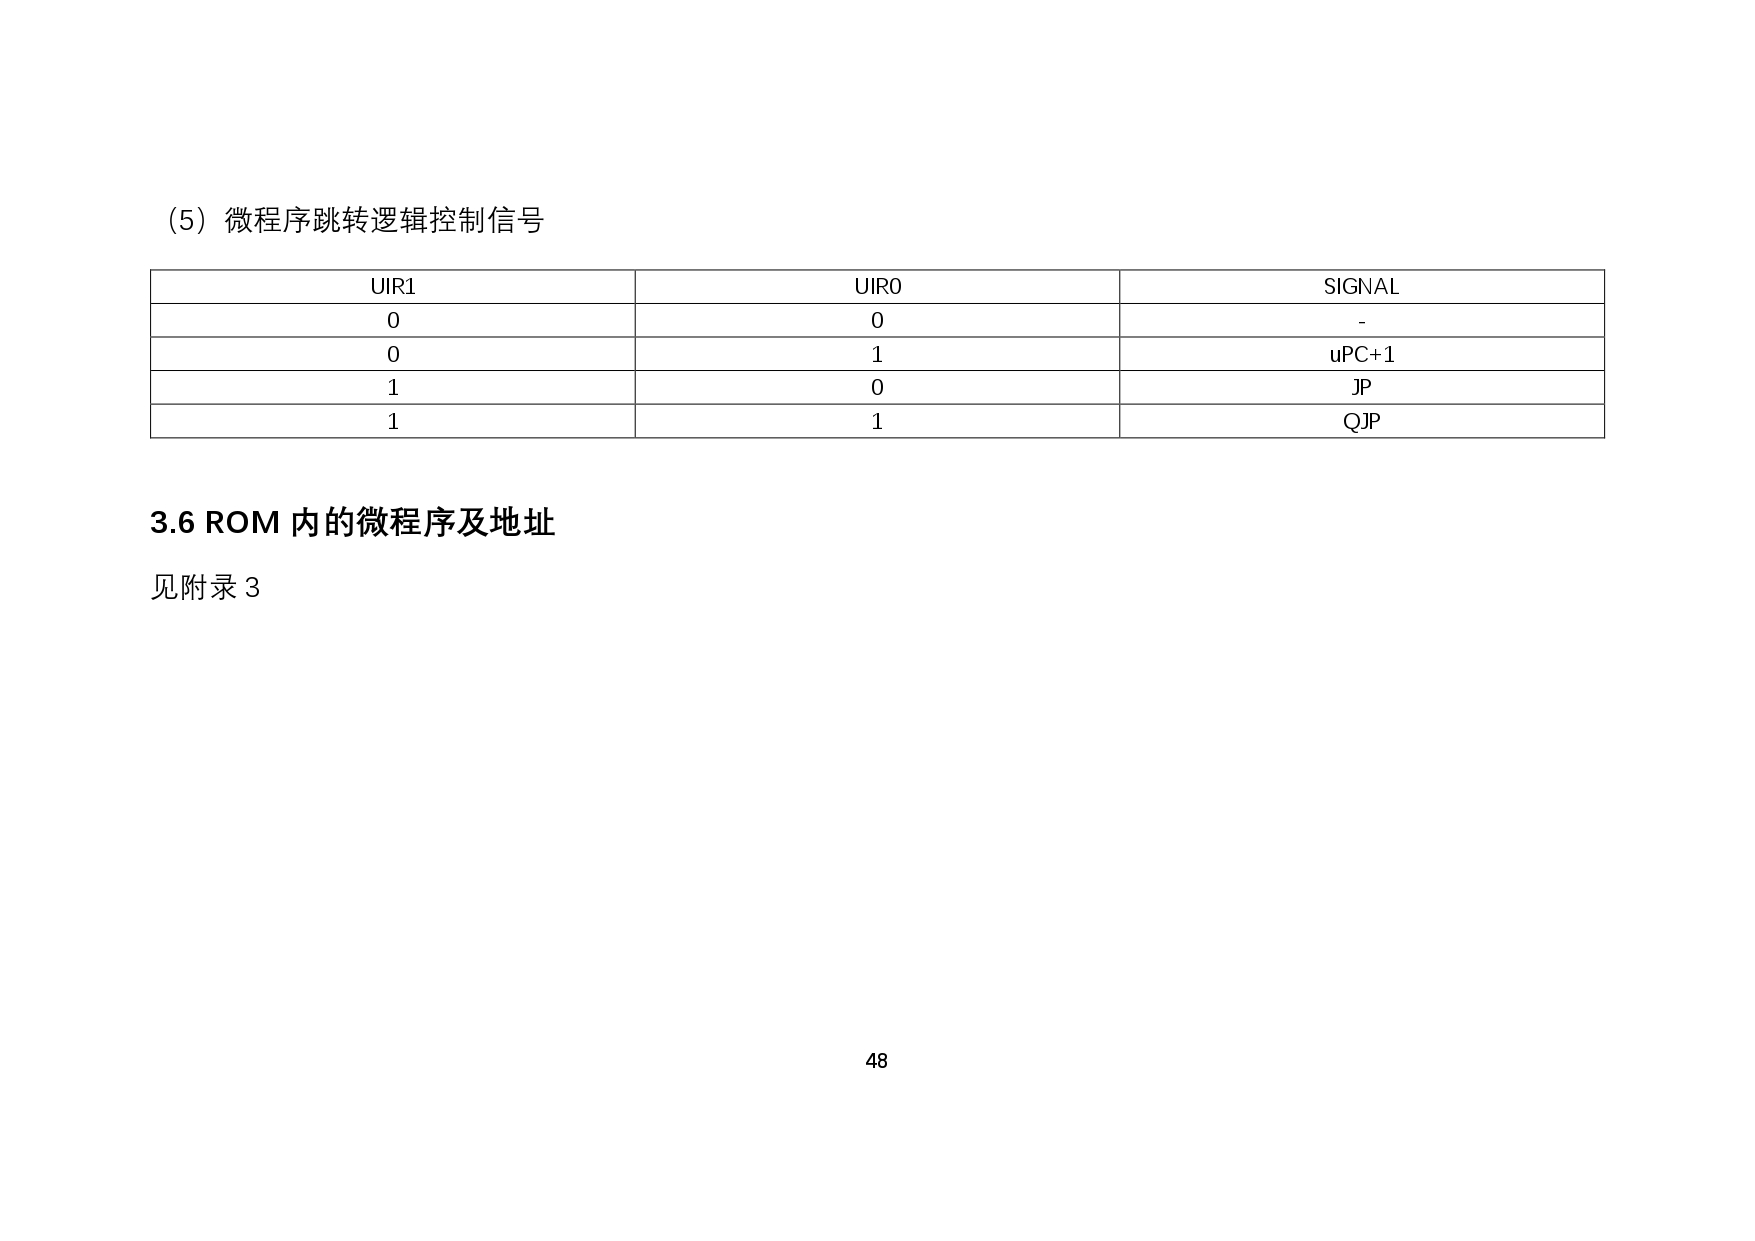 （5）微程序跳转逻辑控制信号
UIR1 UIR0 SIGNAL
0 0 -
0 1 uPC+1
1 0 JP
1 1 QJP
3.6 ROM 内的微程序及地址
见附录 3
48